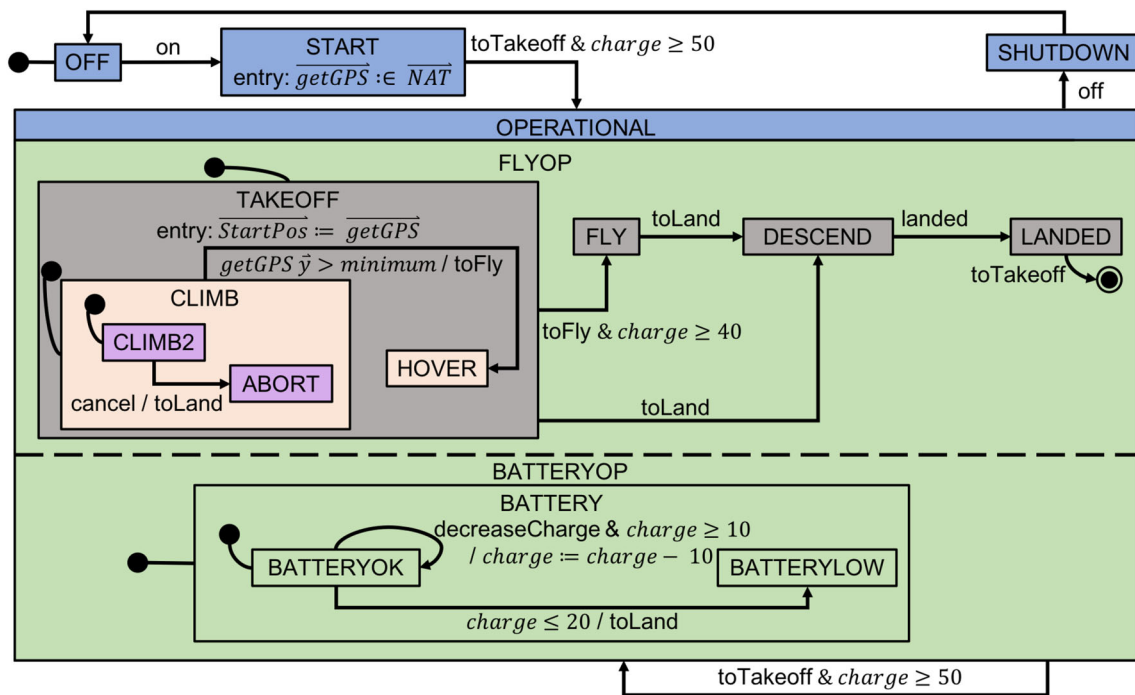 OFF
on
START
entry: getGPS :∈ NAT
toTakeoff & charge ≥ 50
SHUTDOWN
off
OPERATIONAL
FLYOP
TAKEOFF
entry: StartPos ≔ getGPS
getGPS y⃗ > minimum / toFly
CLIMB
CLIMB2
ABORT
cancel / toLand
HOVER
FLY
toLand
DESCEND
landed
LANDED
toTakeoff
toFly & charge ≥ 40
toLand
BATTERYOP
BATTERY
decreaseCharge & charge ≥ 10
/ charge ≔ charge − 10
BATTERYOK
BATTERYLOW
charge ≤ 20 / toLand
toTakeoff & charge ≥ 50